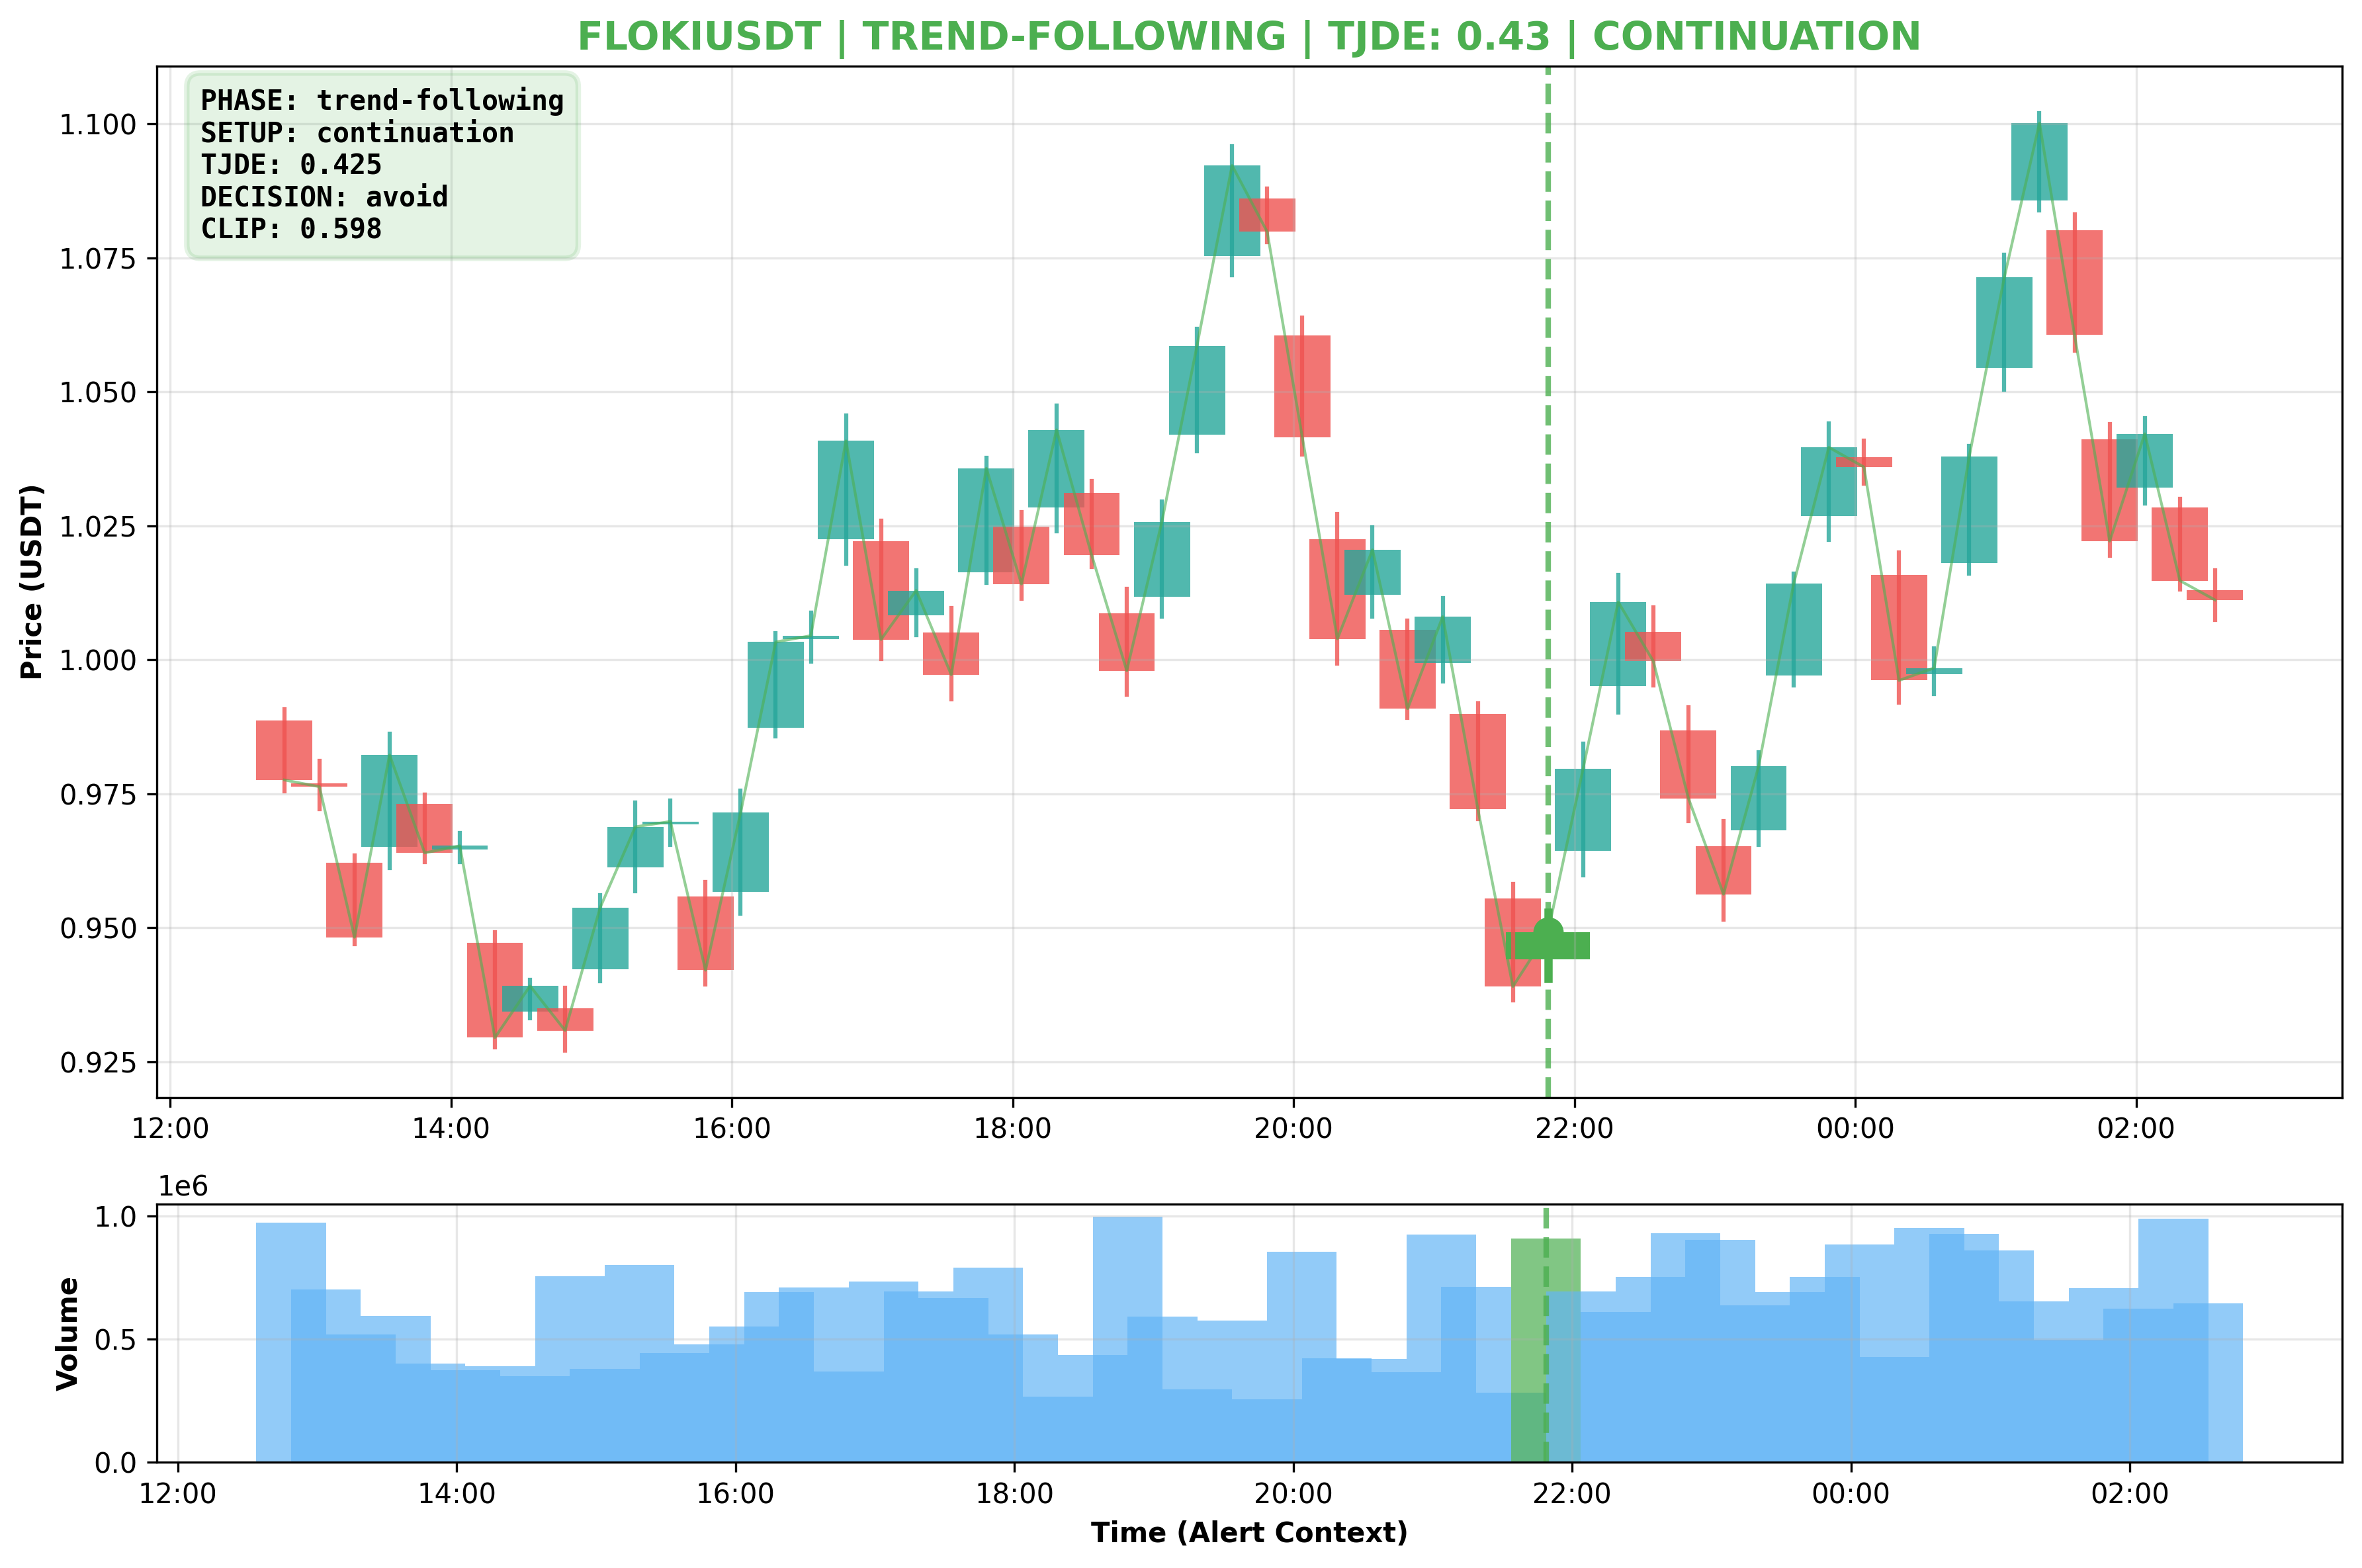 FLOKIUSDT | TREND-FOLLOWING | TJDE: 0.43 | CONTINUATION
PHASE: trend-following
SETUP: continuation
TJDE: 0.425
DECISION: avoid
CLIP: 0.598
Price (USDT)
1.100
1.075
1.050
1.025
1.000
0.975
0.950
0.925
12:00 14:00 16:00 18:00 20:00 22:00 00:00 02:00
1e6
Volume
1.0
0.5
0.0
12:00 14:00 16:00 18:00 20:00 22:00 00:00 02:00
Time (Alert Context)